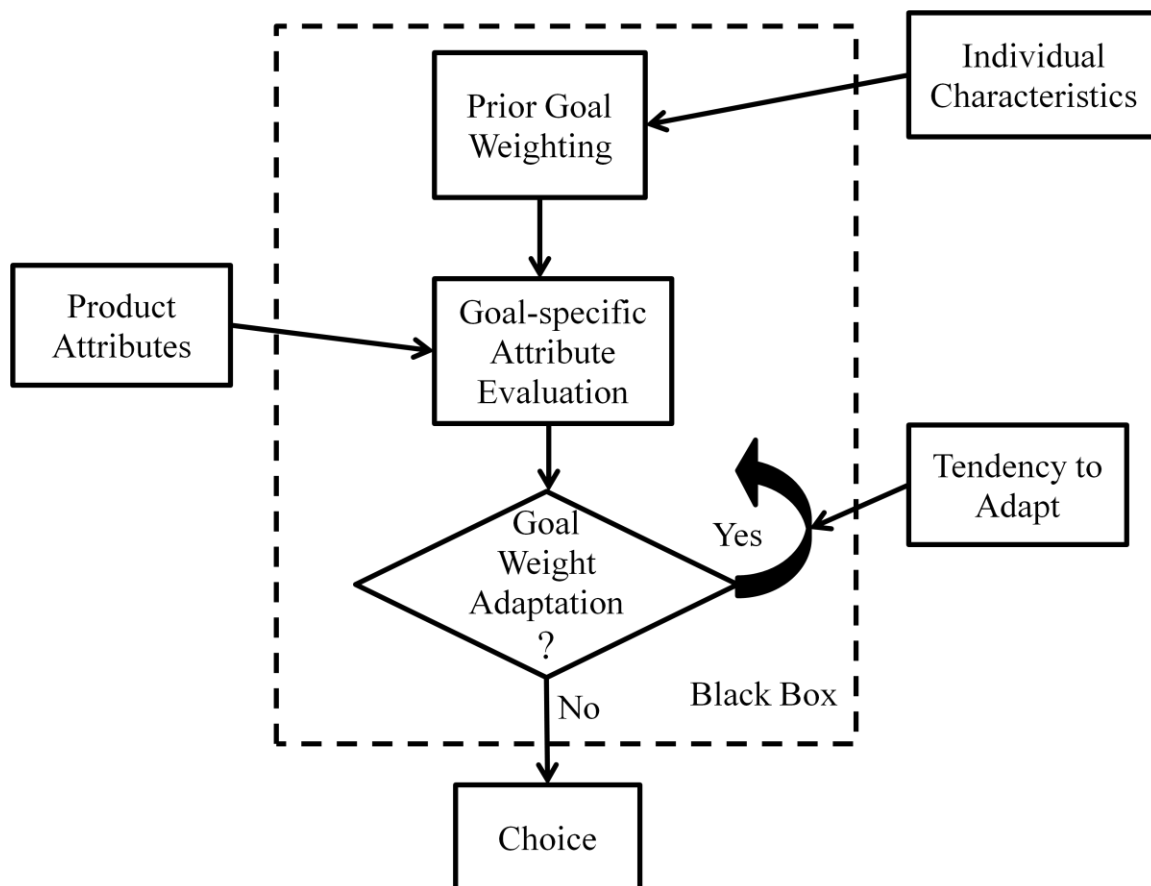 Prior Goal
Weighting
Individual
Characteristics
Product
Attributes
Goal-specific
Attribute
Evaluation
Tendency to
Adapt
Goal
Weight
Adaptation
?
Yes
No
Black Box
Choice